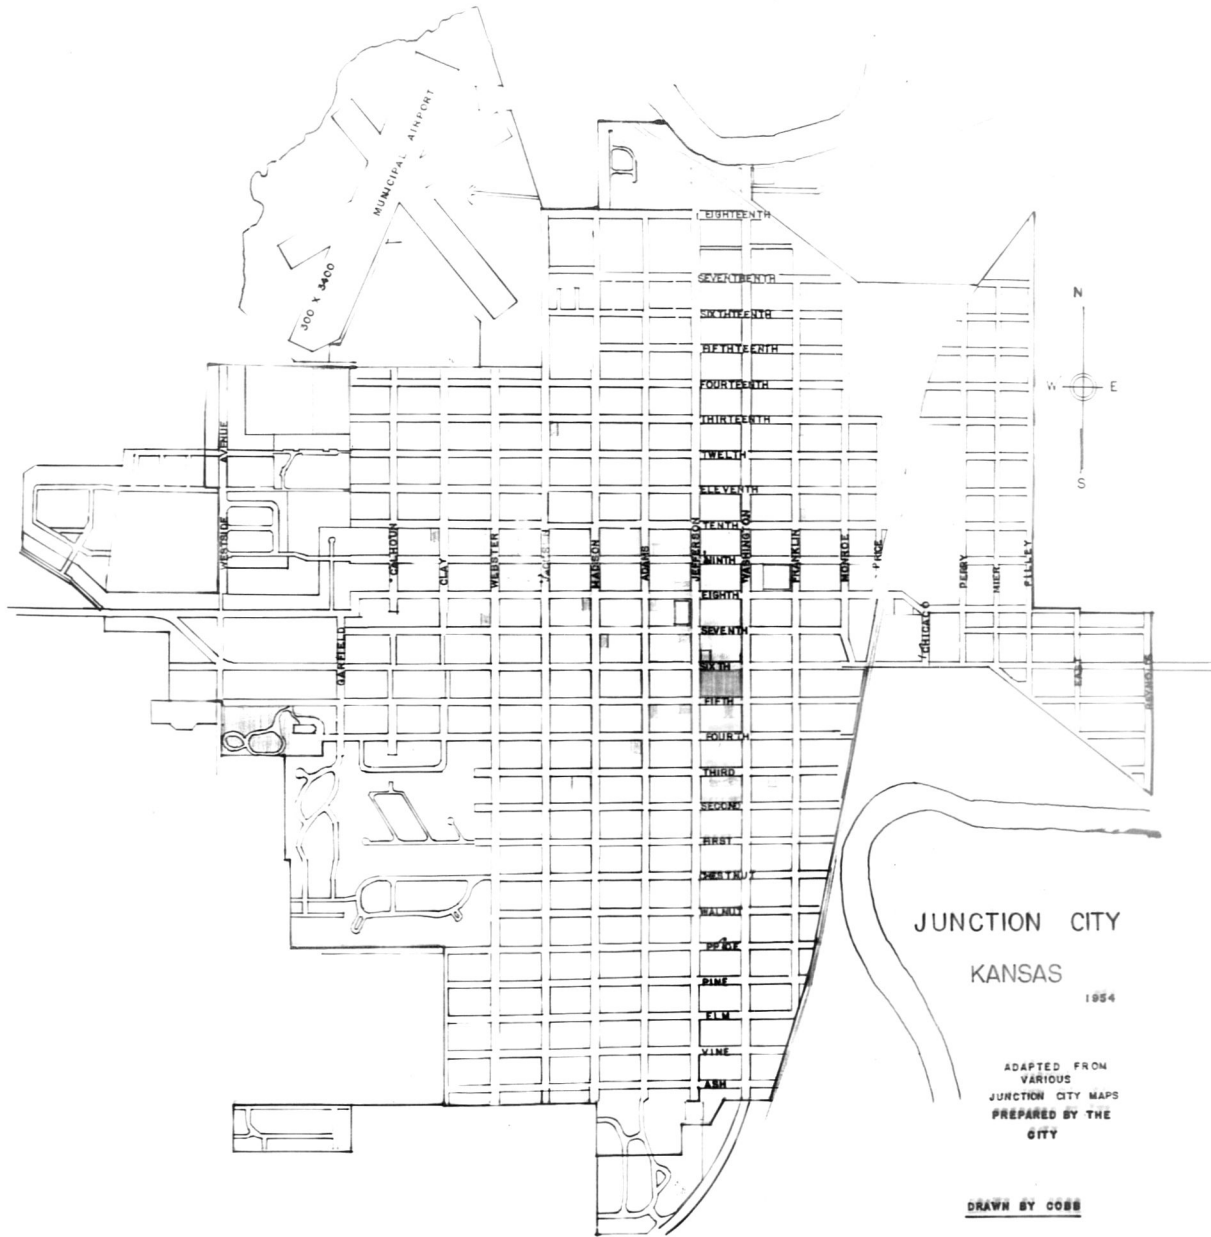 MUNICIPAL AIRPORT
300 X 3400
EIGHTEENTH
SEVENTEENTH
SIXTHTEENTH
FIFTHTEENTH
FOURTEENTH
THIRTEENTH
TWELTH
ELEVENTH
TENTH
NINTH
EIGHTH
SEVENTH
SIXTH
FIFTH
FOURTH
THIRD
SECOND
FIRST
CHESTNUT
WALNUT
PINE
ELM
VINE
ASH
WESTSIDE AVENUE
GARFIELD
CALHOUN
CLAY
WEBSTER
MADISON
ADAMS
JEFFERSON
WASHINGTON
FRANKLIN
MONROE
PRICE
CHICAGO
PERRY
MIER
PILLEY
EAST
REYNOLDS
N
W E
S
JUNCTION CITY
KANSAS
1954
ADAPTED FROM
VARIOUS
JUNCTION CITY MAPS
PREPARED BY THE
CITY
DRAWN BY COBB